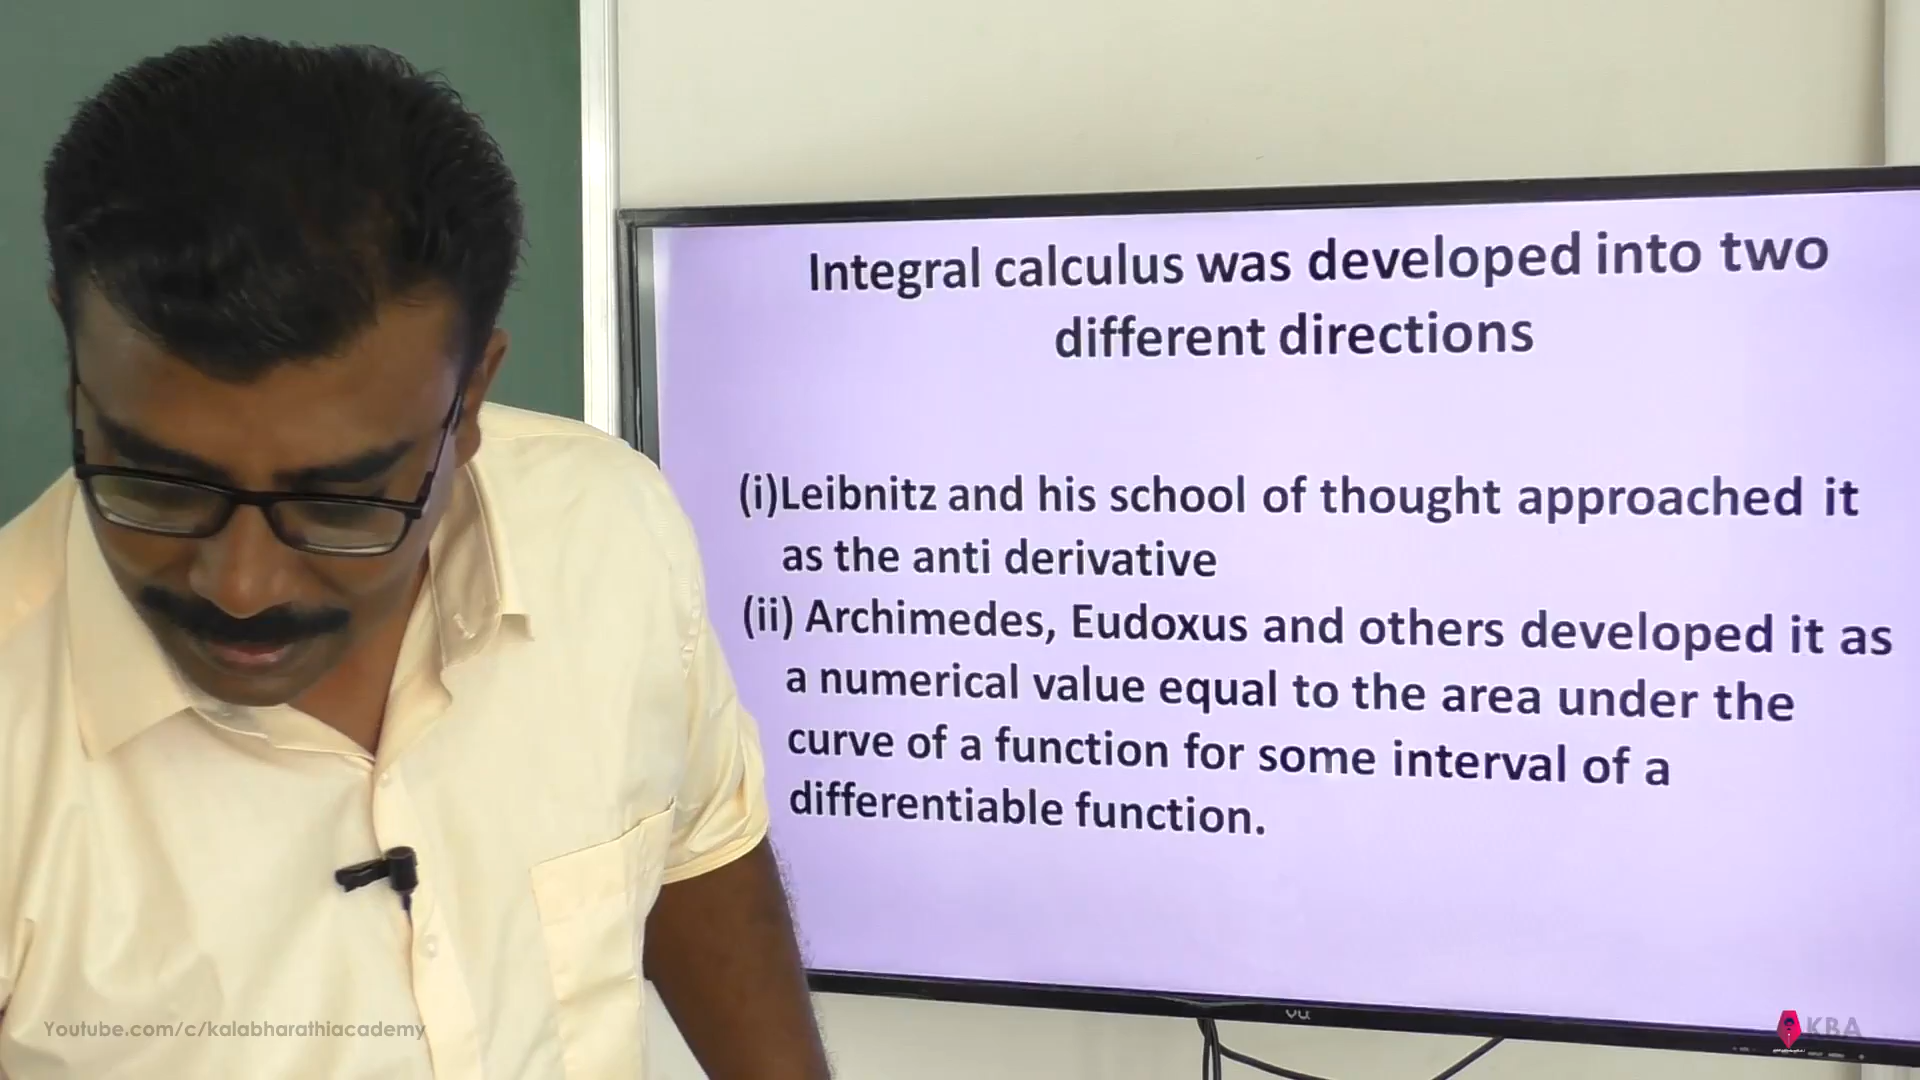 Integral calculus was developed into two
different directions
(i)Leibnitz and his school of thought approached it
as the anti derivative
(ii) Archimedes, Eudoxus and others developed it as
a numerical value equal to the area under the
curve of a function for some interval of a
differentiable function.
Youtube.com/c/kalabharathiacademy
VU
KBA